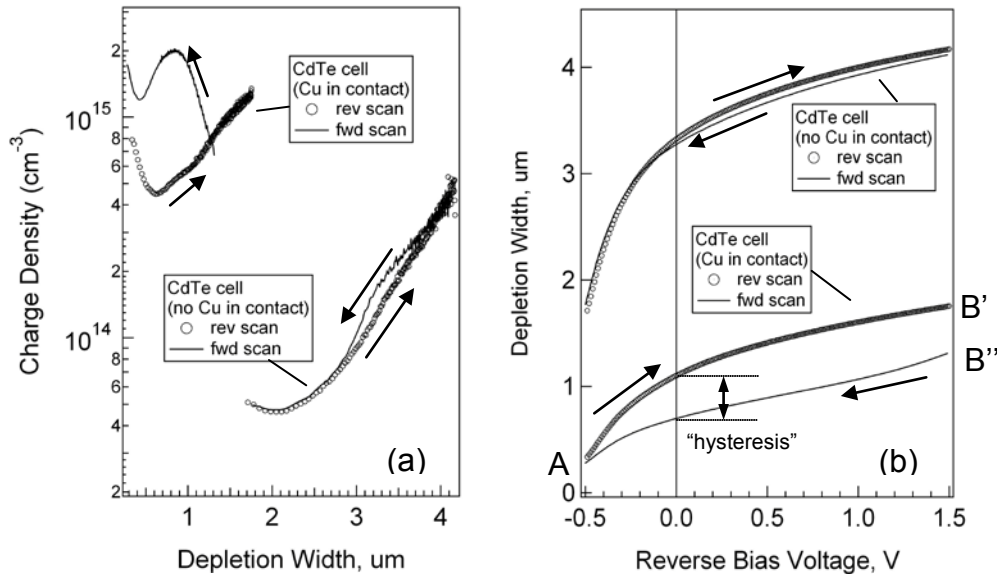 2
10^15
8
6
4
2
10^14
8
6
4
2
Charge Density (cm^-3)
1
2
3
4
Depletion Width, um
CdTe cell
(Cu in contact)
○ rev scan
— fwd scan
CdTe cell
(no Cu in contact)
○ rev scan
— fwd scan
(a)
4
3
2
1
0
Depletion Width, um
-0.5
0.0
0.5
1.0
1.5
Reverse Bias Voltage, V
CdTe cell
(no Cu in contact)
○ rev scan
— fwd scan
CdTe cell
(Cu in contact)
○ rev scan
— fwd scan
B'
B''
"hysteresis"
A
(b)